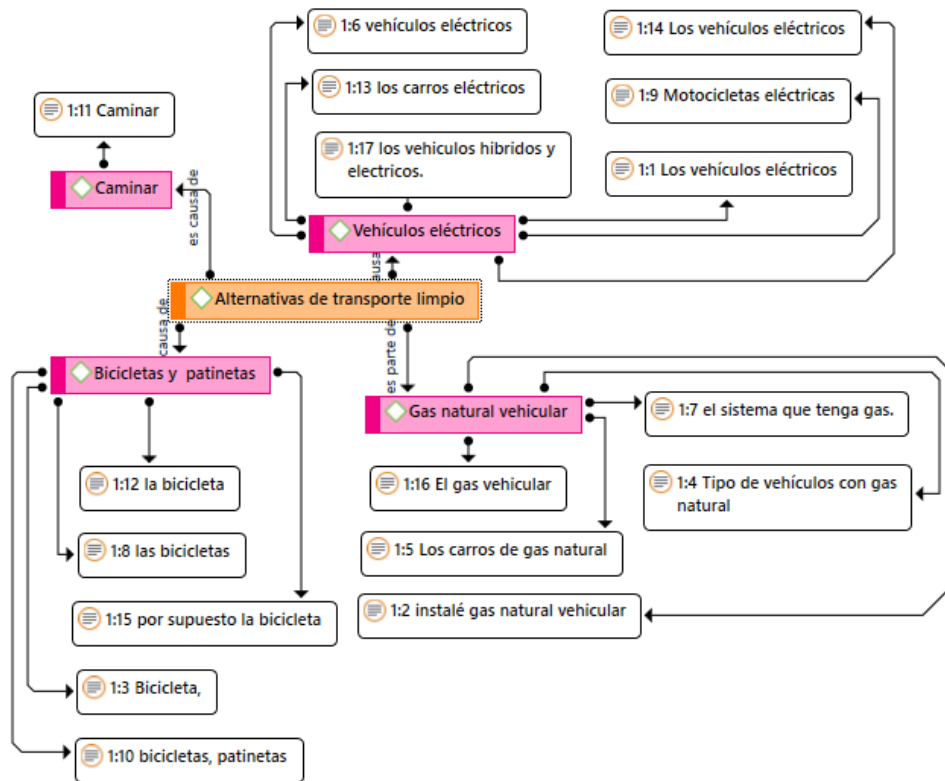 1:6 vehículos eléctricos
1:14 Los vehículos eléctricos
1:13 los carros eléctricos
1:9 Motocicletas eléctricas
1:11 Caminar
1:17 los vehiculos hibridos y
electricos.
1:1 Los vehículos eléctricos
Caminar
es causa de
Vehículos eléctricos
causa
Alternativas de transporte limpio
causa de
es parte de
Bicicletas y patinetas
Gas natural vehicular
1:7 el sistema que tenga gas.
1:12 la bicicleta
1:16 El gas vehicular
1:4 Tipo de vehículos con gas
natural
1:8 las bicicletas
1:5 Los carros de gas natural
1:15 por supuesto la bicicleta
1:2 instalé gas natural vehicular
1:3 Bicicleta,
1:10 bicicletas, patinetas